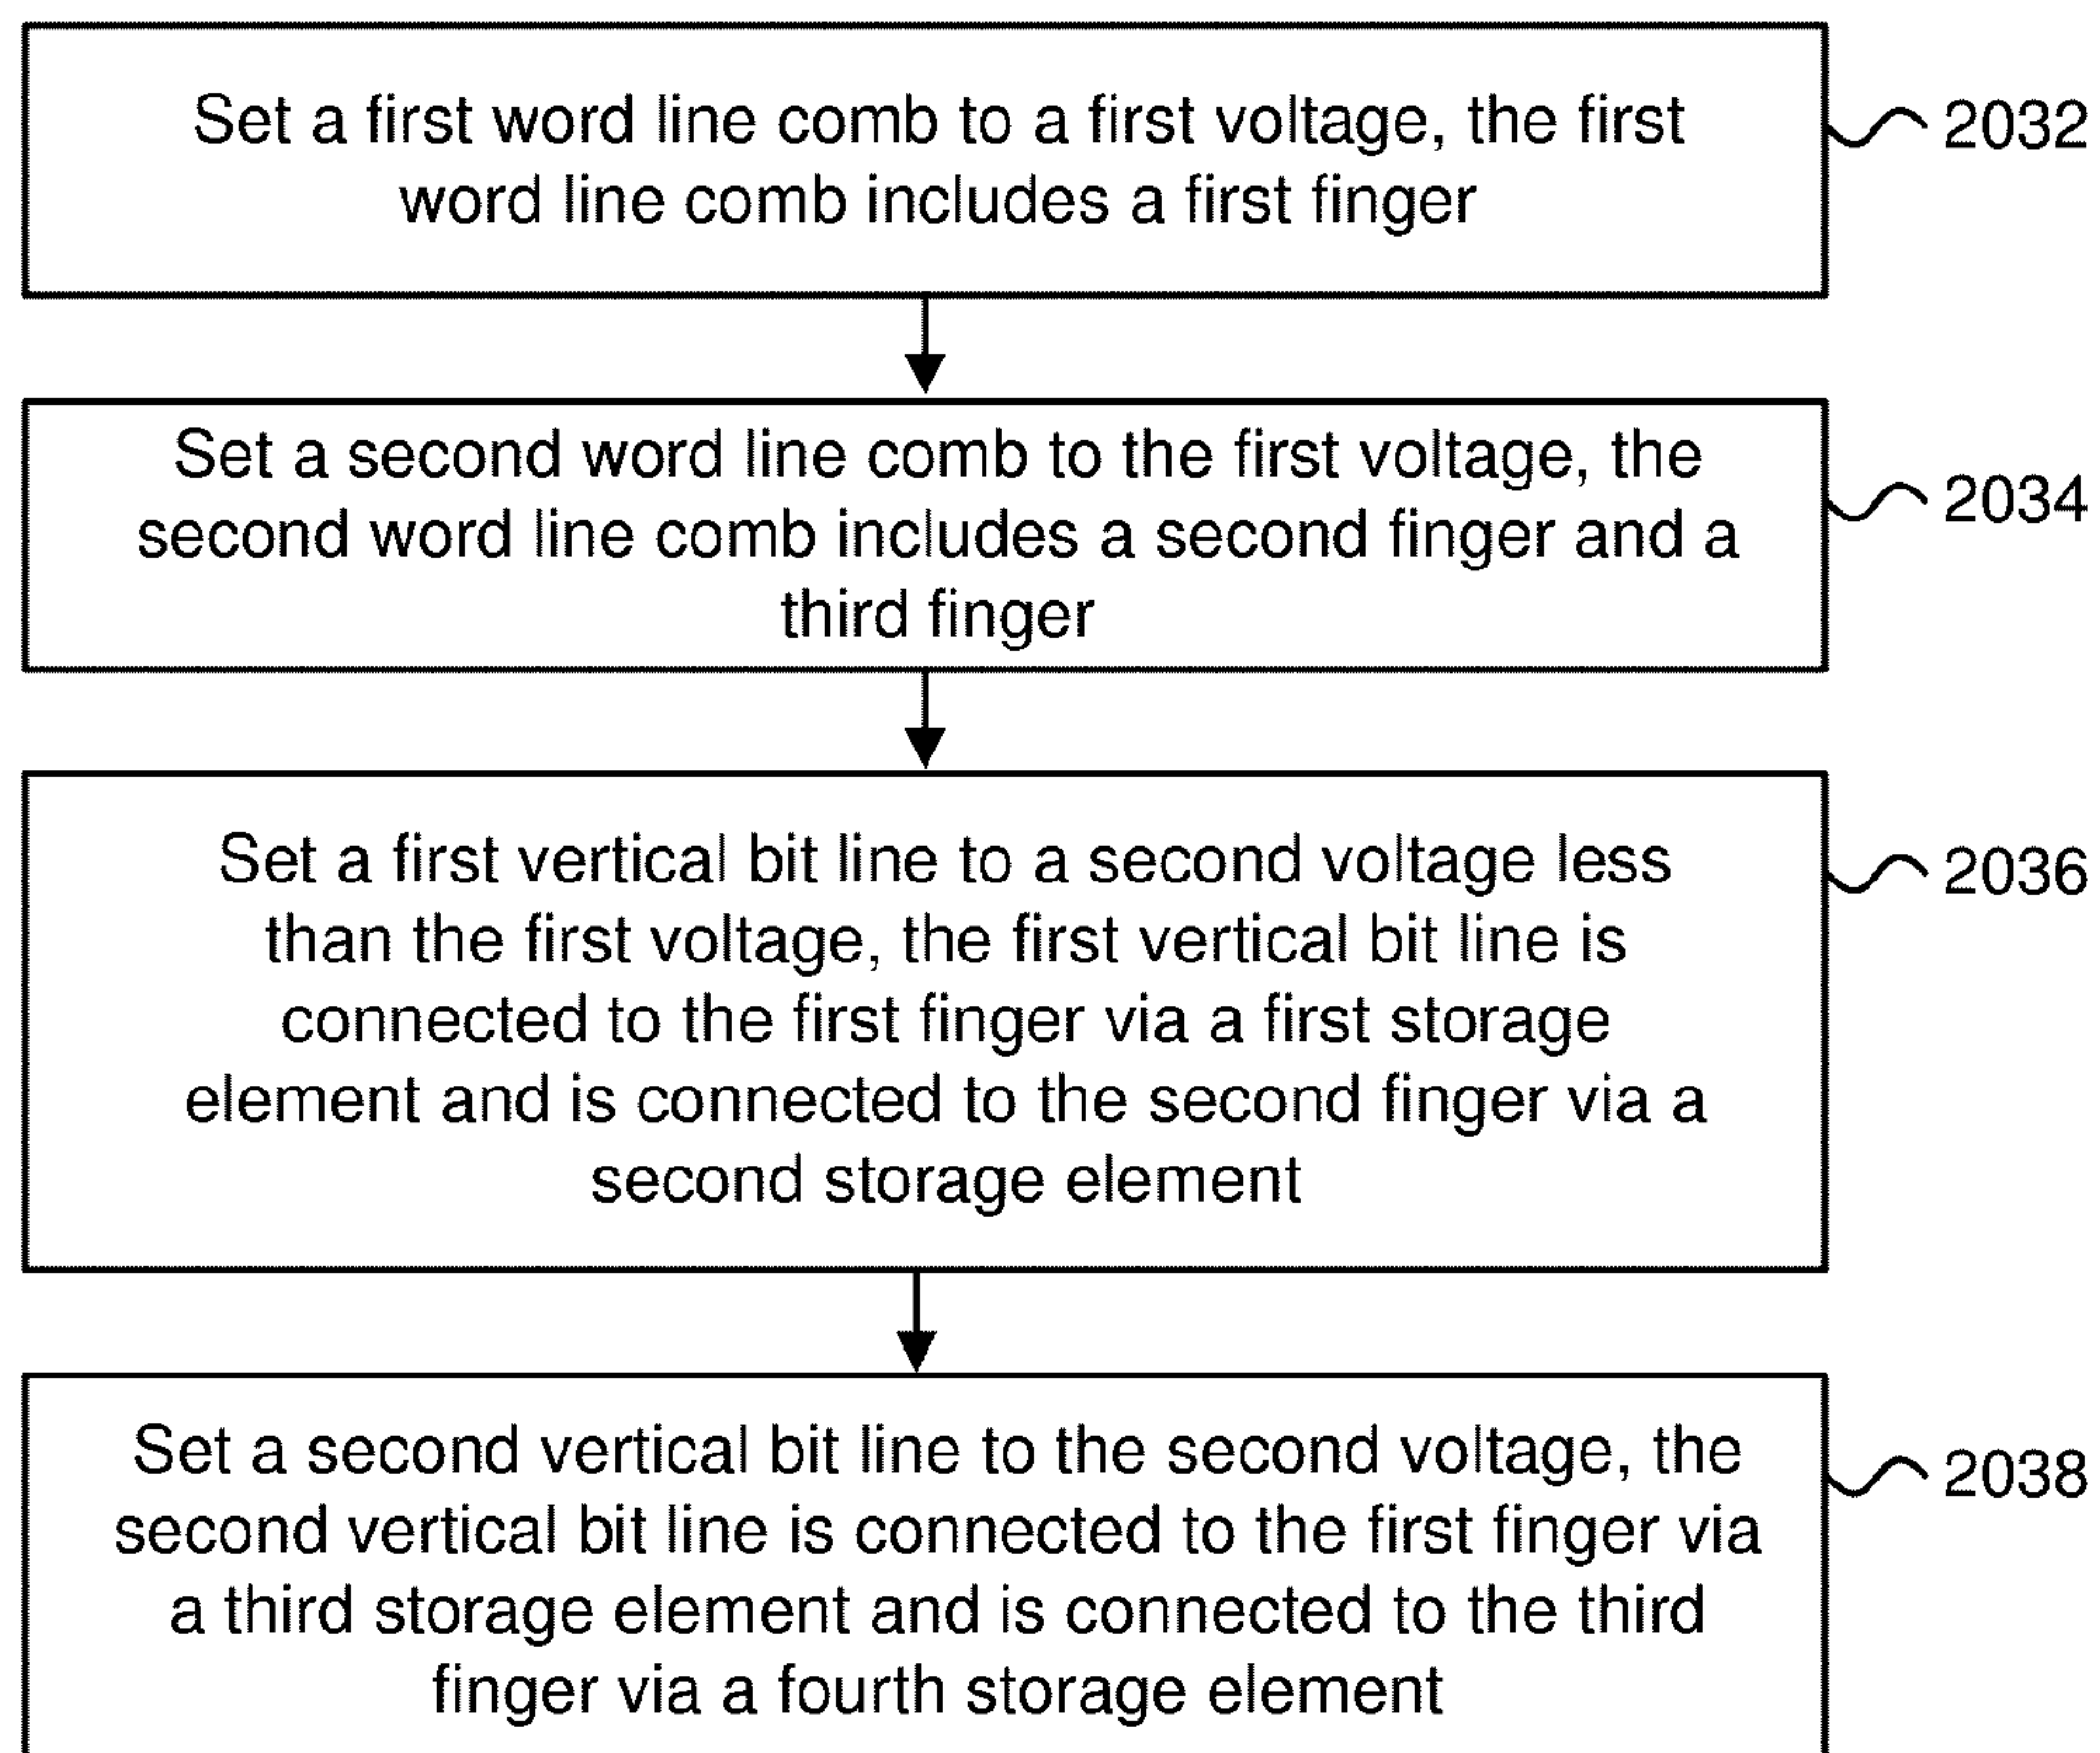 Set a first word line comb to a first voltage, the first
word line comb includes a first finger
2032
Set a second word line comb to the first voltage, the
second word line comb includes a second finger and a
third finger
2034
Set a first vertical bit line to a second voltage less
than the first voltage, the first vertical bit line is
connected to the first finger via a first storage
element and is connected to the second finger via a
second storage element
2036
Set a second vertical bit line to the second voltage, the
second vertical bit line is connected to the first finger via
a third storage element and is connected to the third
finger via a fourth storage element
2038